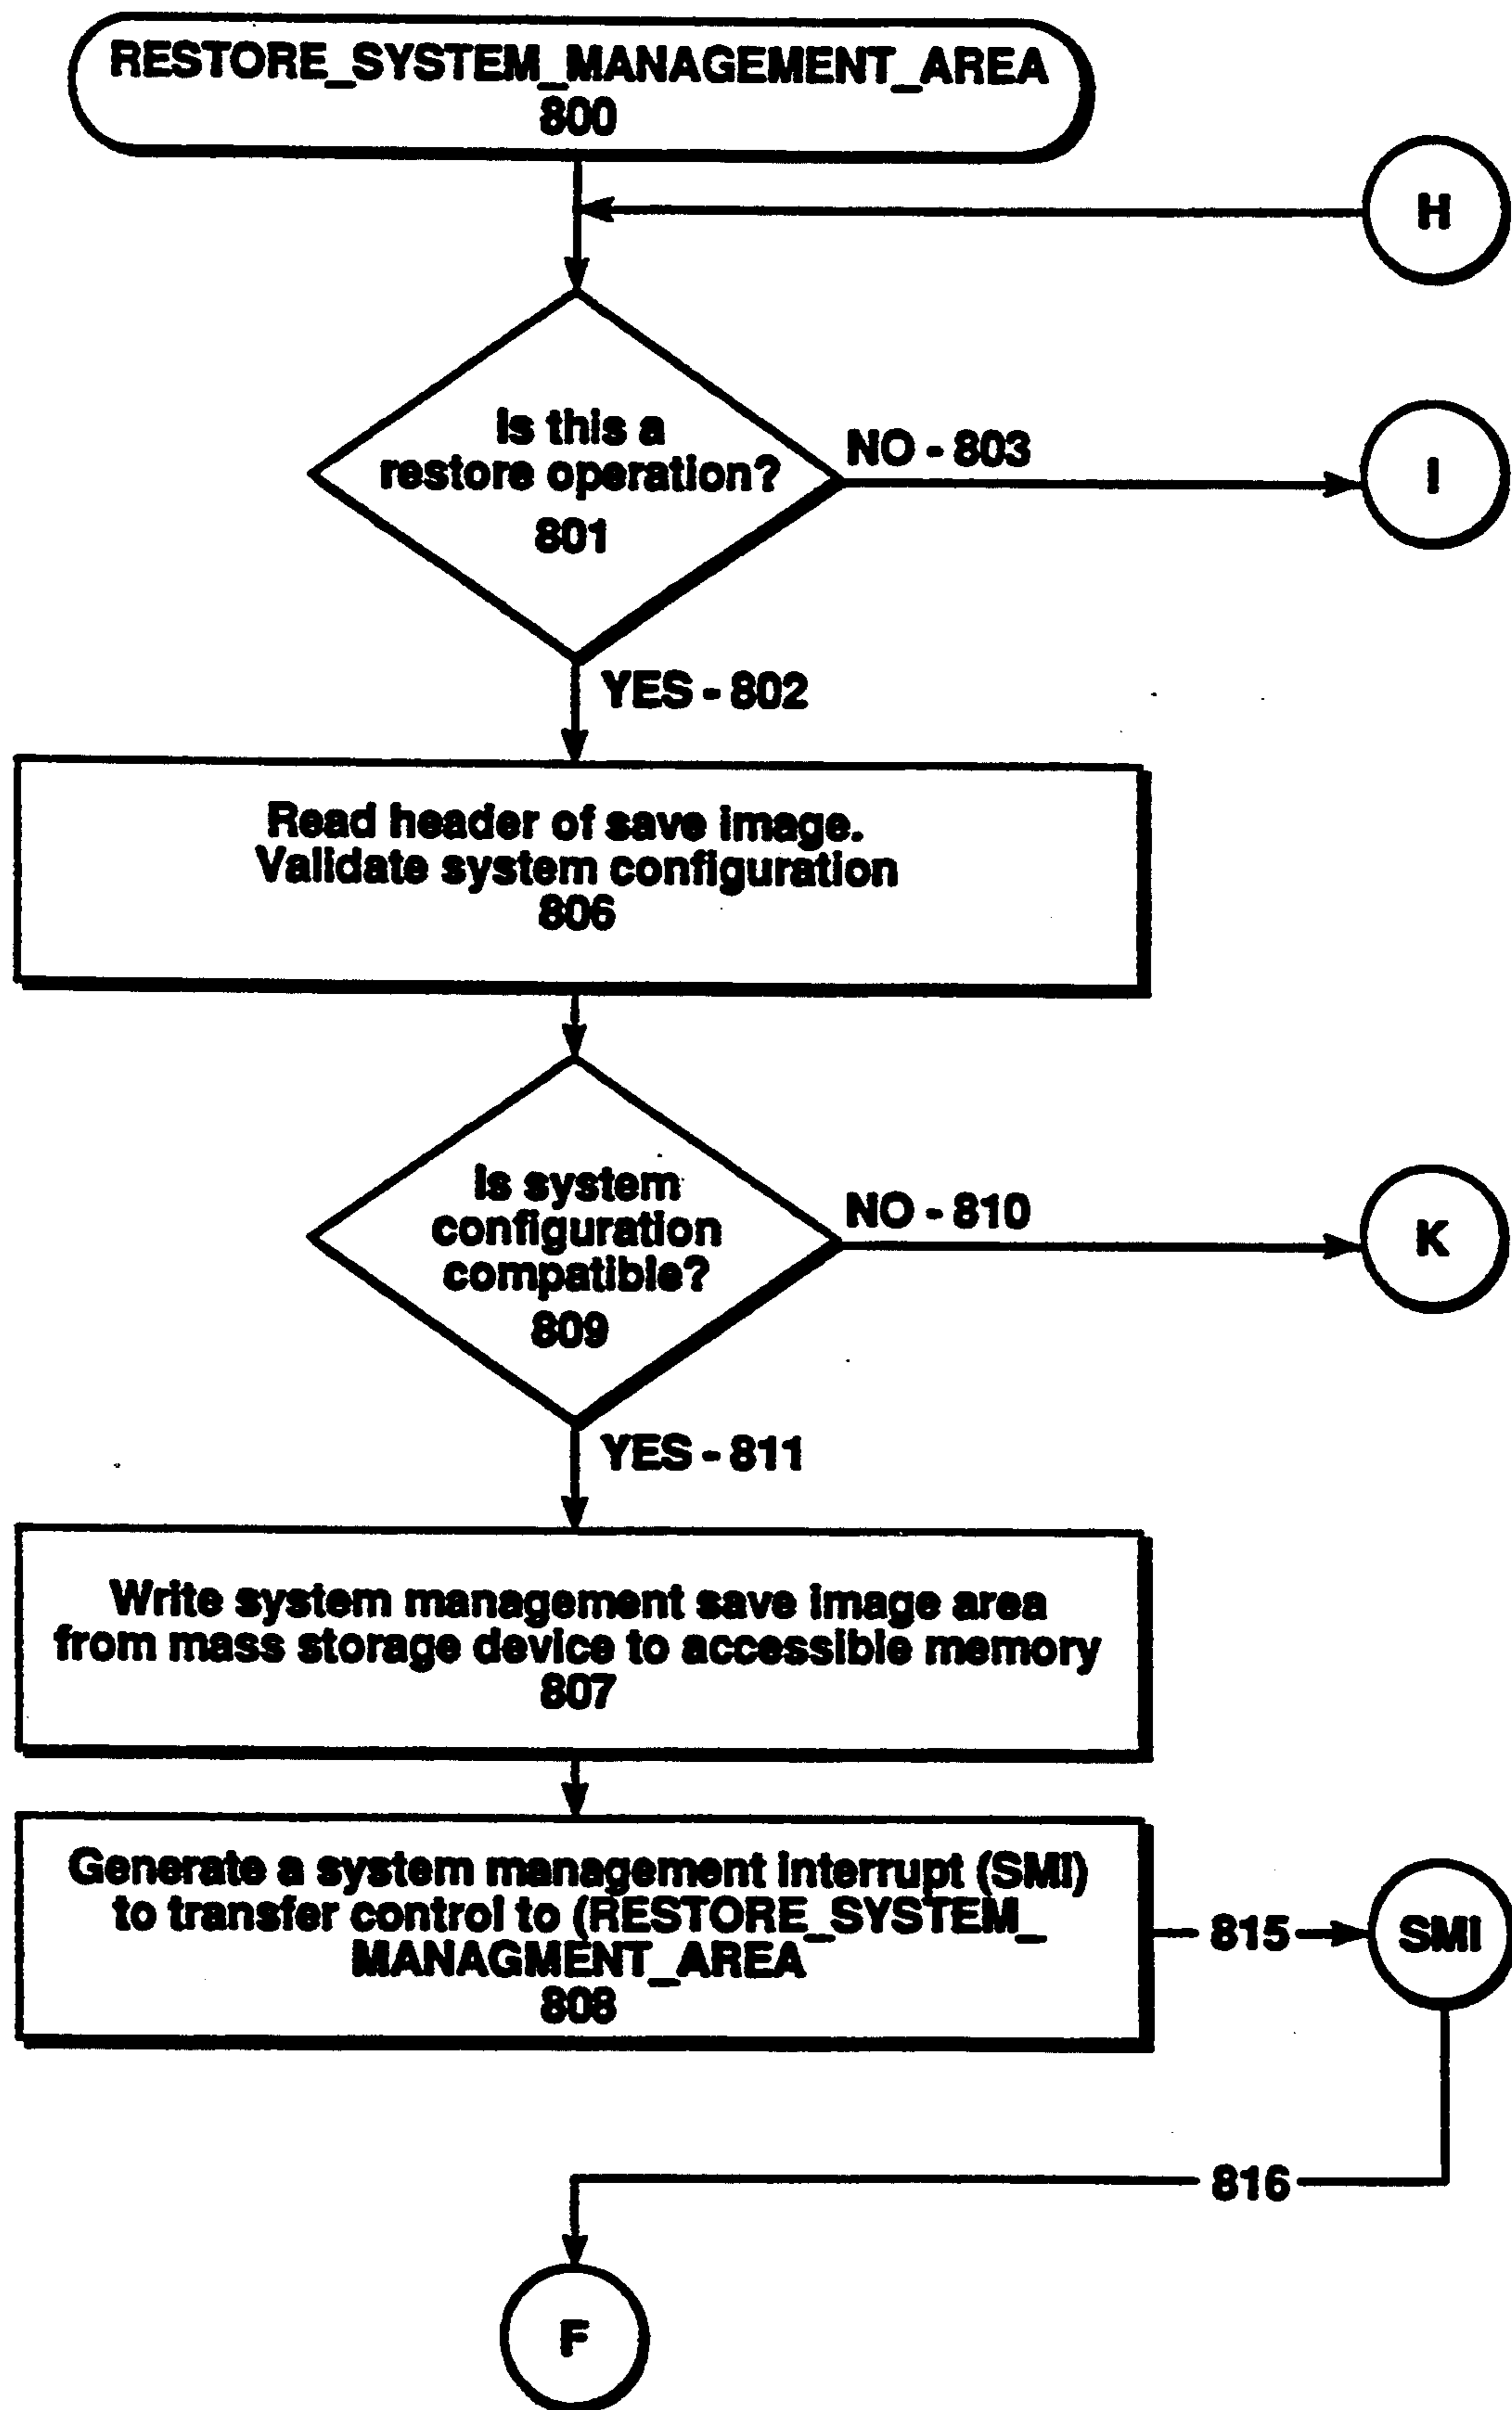 RESTORE_SYSTEM_MANAGEMENT_AREA
800
H
Is this a
restore operation?
801
NO - 803
I
YES - 802
Read header of save image.
Validate system configuration
806
Is system
configuration
compatible?
809
NO - 810
K
YES - 811
Write system management save image area
from mass storage device to accessible memory
807
Generate a system management interrupt (SMI)
to transfer control to (RESTORE_SYSTEM_
MANAGMENT_AREA
808
815
SMI
816
F